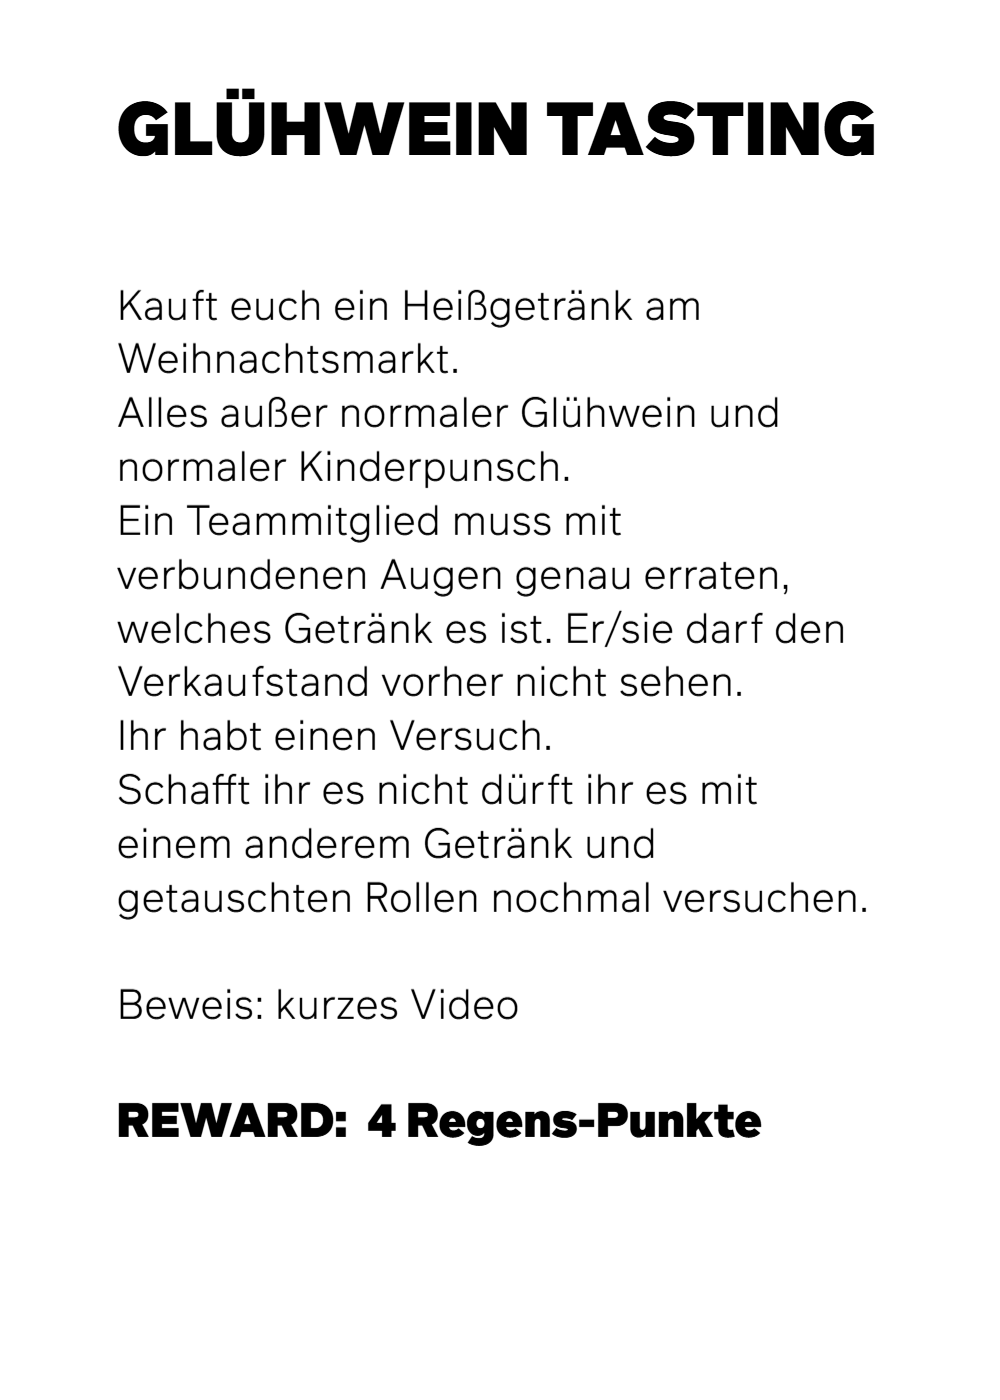 GLÜHWEIN TASTING
Kauft euch ein Heißgetränk am
Weihnachtsmarkt.
Alles außer normaler Glühwein und
normaler Kinderpunsch.
Ein Teammitglied muss mit
verbundenen Augen genau erraten,
welches Getränk es ist. Er/sie darf den
Verkaufstand vorher nicht sehen.
Ihr habt einen Versuch.
Schafft ihr es nicht dürft ihr es mit
einem anderem Getränk und
getauschten Rollen nochmal versuchen.
Beweis: kurzes Video
REWARD: 4 Regens-Punkte